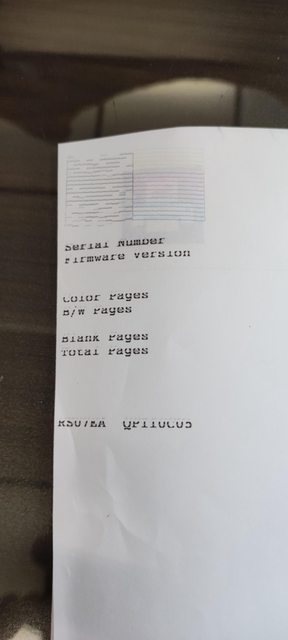 Serial Number
Firmware Version
Color Pages
B/W Pages
Blank Pages
Total Pages